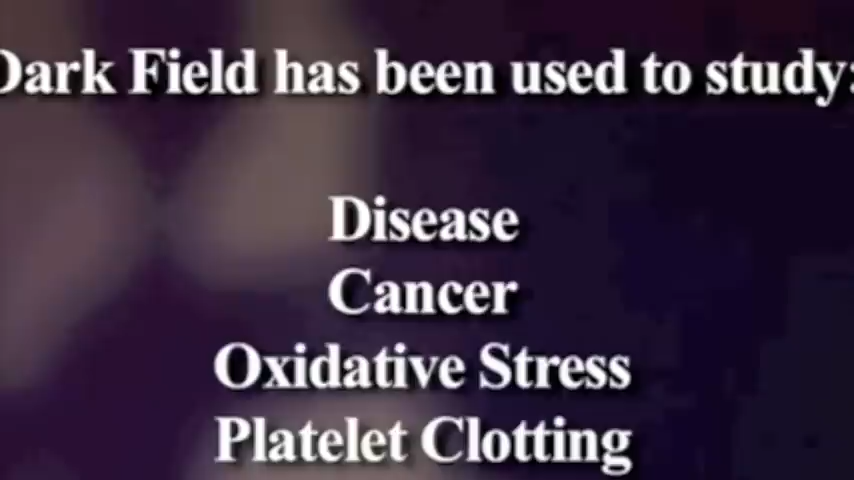 Dark Field has been used to study:
Disease
Cancer
Oxidative Stress
Platelet Clotting